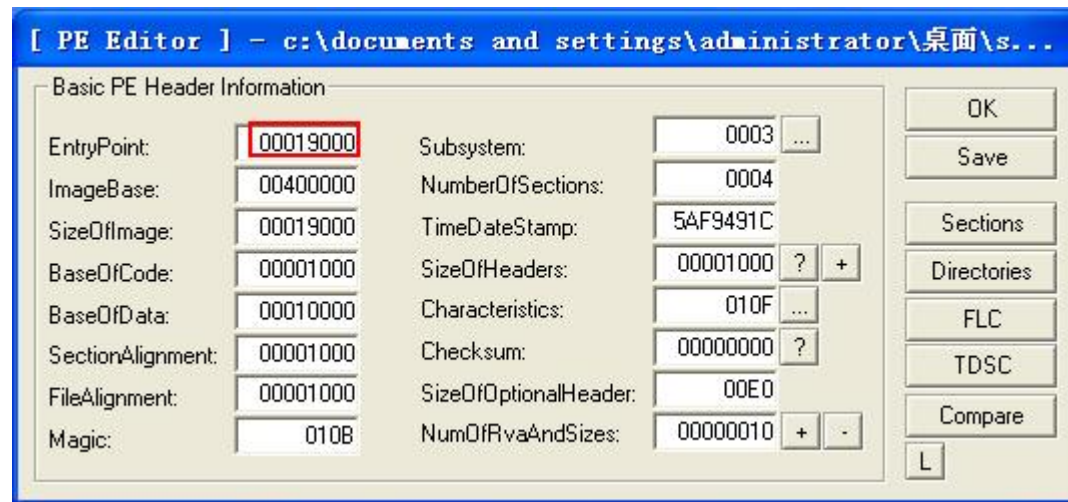 [ PE Editor ] - c:\documents and settings\administrator\桌面\s...
Basic PE Header Information
EntryPoint: 00019000
ImageBase: 00400000
SizeOfImage: 00019000
BaseOfCode: 00001000
BaseOfData: 00010000
SectionAlignment: 00001000
FileAlignment: 00001000
Magic: 010B
Subsystem: 0003 ...
NumberOfSections: 0004
TimeDateStamp: 5AF9491C
SizeOfHeaders: 00001000 ? +
Characteristics: 010F ...
Checksum: 00000000 ?
SizeOfOptionalHeader: 00E0
NumOfRvaAndSizes: 00000010 + -
OK
Save
Sections
Directories
FLC
TDSC
Compare
L